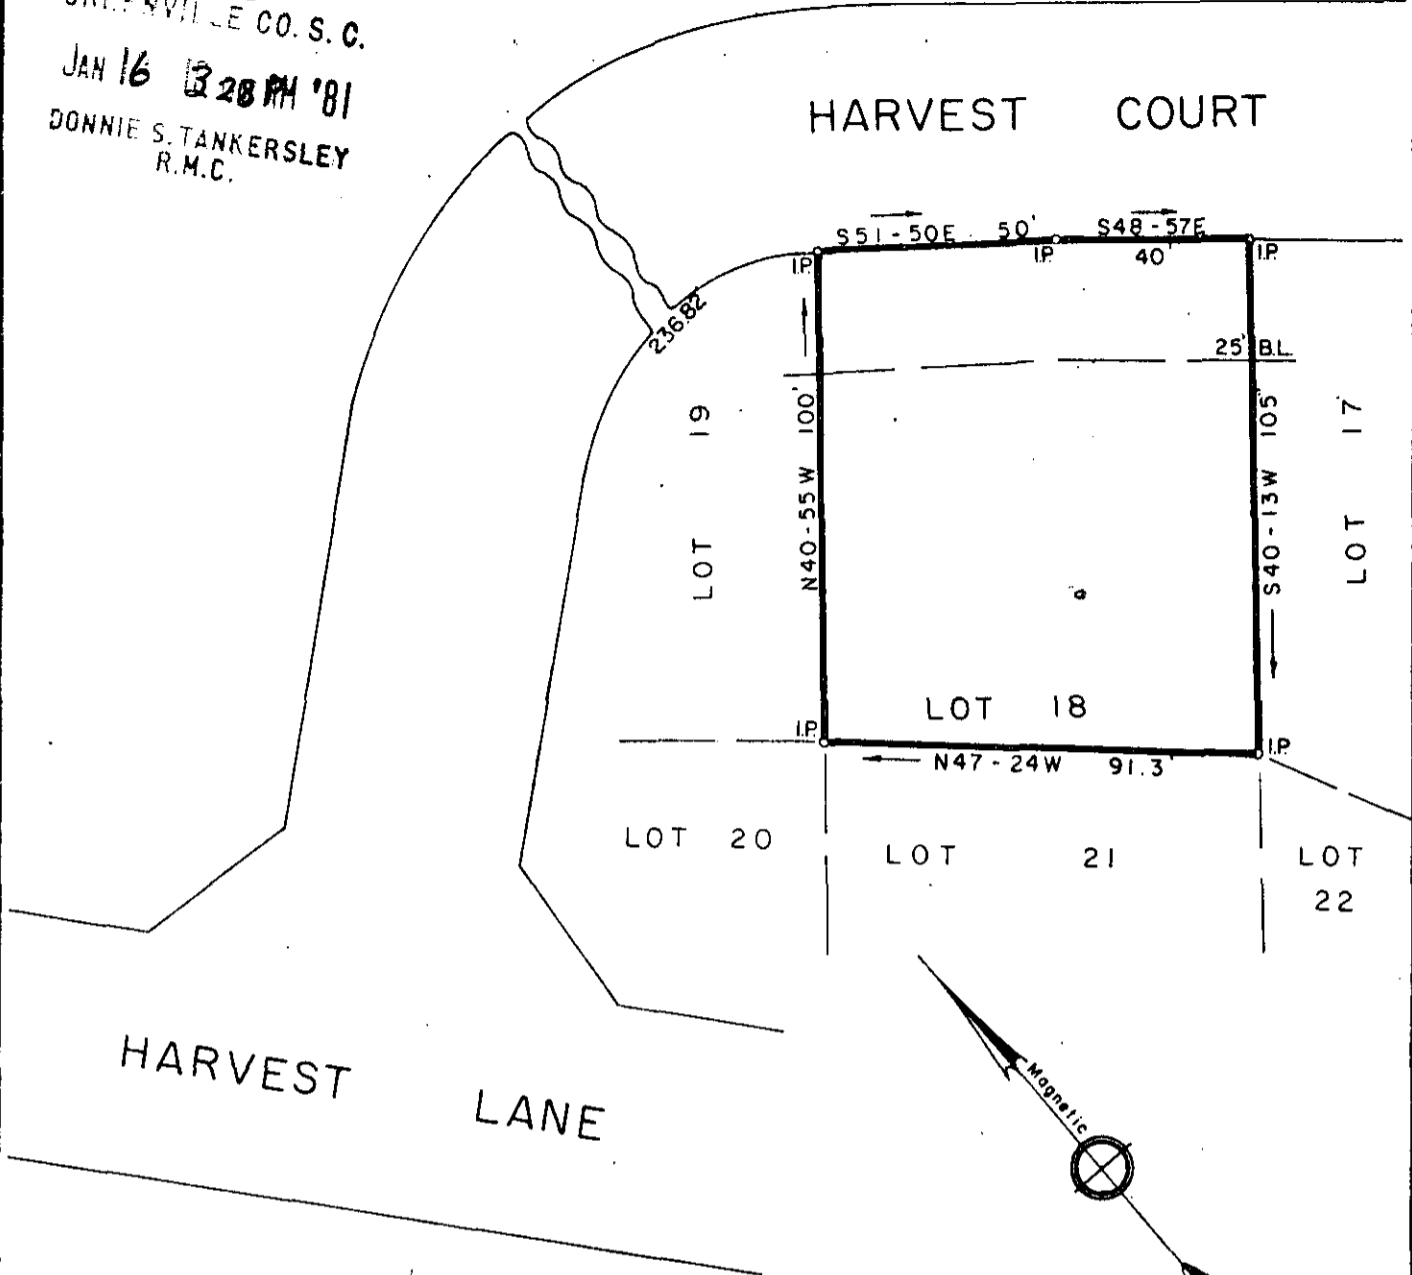 CO. S. C.
JAN 16 3 28 PM '81
DONNIE S. TANKERSLEY
R.M.C.
HARVEST COURT
S51-50E 50'
S48-57E
40'
I.P.
I.P.
I.P.
236.82'
25' B.L.
LOT 19
N40-55W 100'
S40-13W 105'
LOT 17
LOT 18
I.P.
I.P.
N47-24W 91.3'
LOT 20
LOT 21
LOT
22
HARVEST LANE
Magnetic